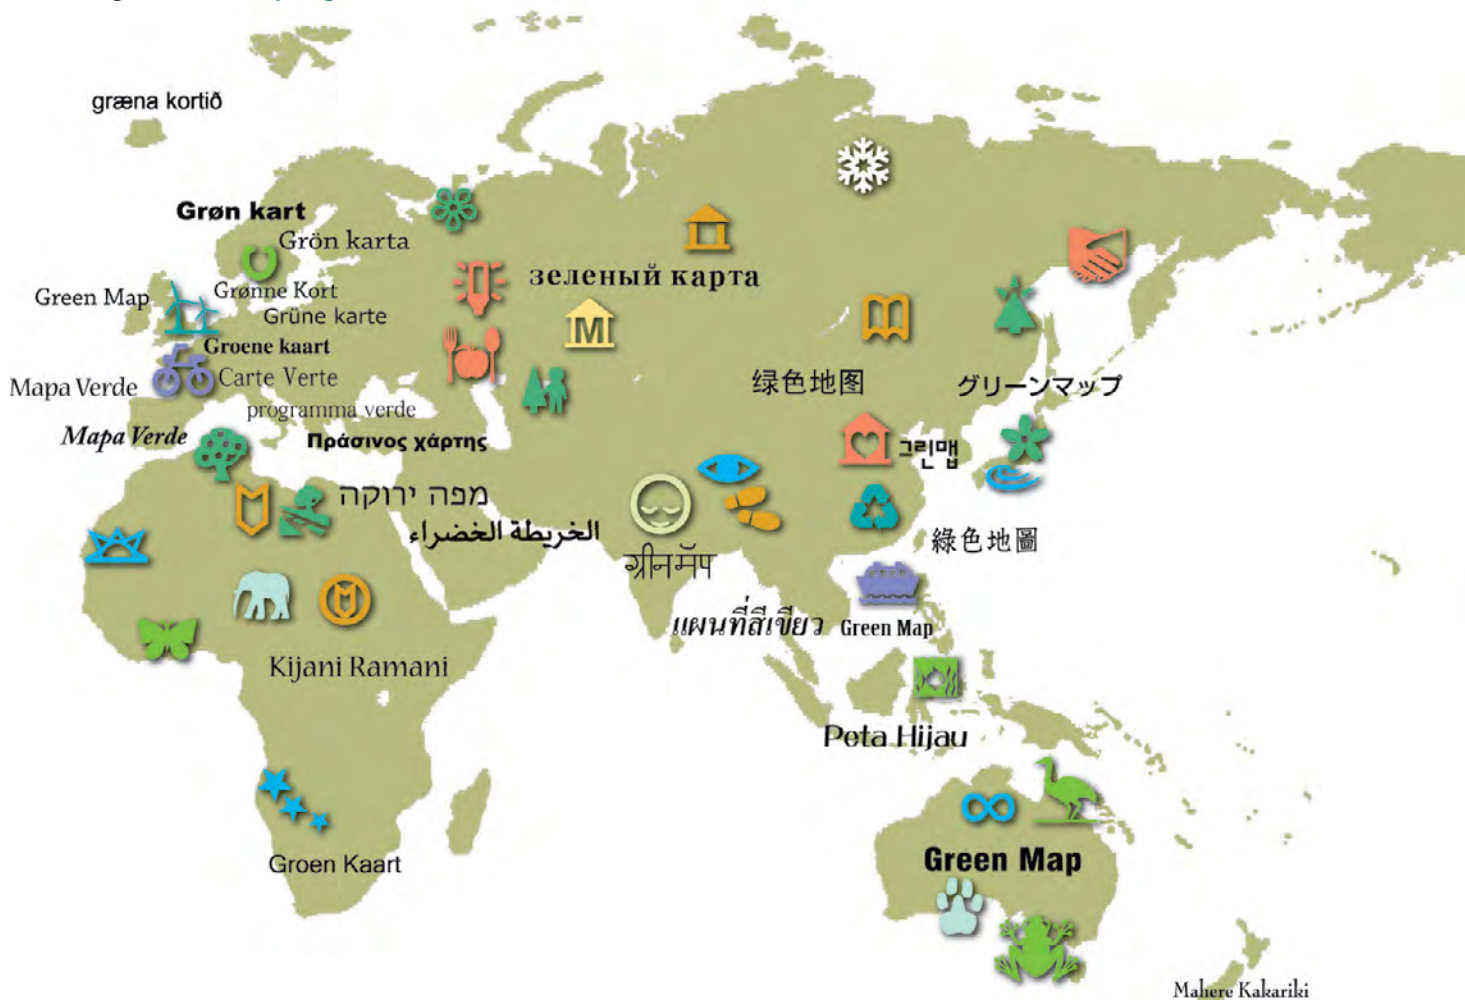 græna kortið
Grøn kart
Grön karta
зеленый карта
Green Map
Grønne Kort
Grüne karte
Groene kaart
Mapa Verde
Carte Verte
绿色地图
グリーンマップ
programma verde
Mapa Verde
Πράσινος χάρτης
그린맵
מפה ירוקה
الخريطة الخضراء
綠色地圖
ग्रीन मॅप
แผนที่สีเขียว
Green Map
Kijani Ramani
Peta Hijau
Groen Kaart
Green Map
Mahere Kakariki
M